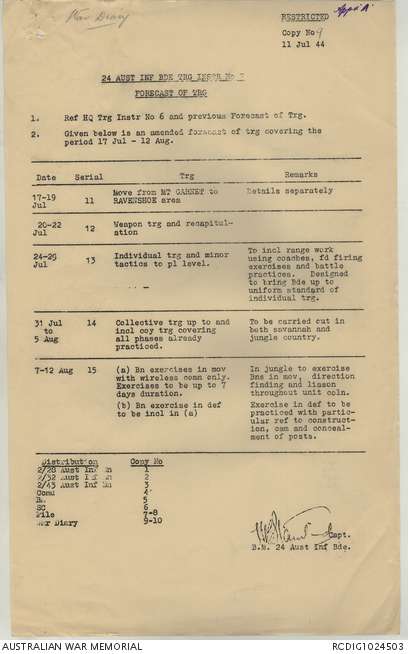 War Diary
RESTRICTED
App 'A'
Copy No 9
11 Jul 44
24 AUST INF BDE TRG INSTR No 7
FORECAST OF TRG
1. Ref HQ Trg Instr No 6 and previous Forecast of Trg.
2. Given below is an amended forecast of trg covering the
period 17 Jul - 12 Aug.
Date Serial Trg Remarks
17-19 Jul 11 Move from MT GARNET to RAVENSHOE area Details separately
20-22 Jul 12 Weapon trg and recapitulation
24-29 Jul 13 Individual trg and minor tactics to pl level. To incl range work
using coaches, fd firing
exercises and battle
practices. Designed
to bring Bde up to
uniform standard of
individual trg.
31 Jul to 5 Aug 14 Collective trg up to and
incl coy trg covering
all phases already
practiced.
To be carried out in
both savannah and
jungle country.
7-12 Aug 15 (a) Bn exercises in mov
with wireless comn only.
Exercises to be up to 7
days duration.
(b) Bn exercise in def
to be incl in (a)
In jungle to exercise
Bns in mov, direction
finding and liason
throughout unit coln.
Exercise in def to be
practiced with partic-
ular ref to construct-
ion, cam and conceal-
ment of posts.
Distribution Copy No
2/28 Aust Inf Bn 1
2/32 Aust Inf Bn 2
2/43 Aust Inf Bn 3
Comd 4
BM 5
SC 6
File 7-8
War Diary 9-10
Capt.
B.M. 24 Aust Inf Bde.
AUSTRALIAN WAR MEMORIAL
RCDIG1024503